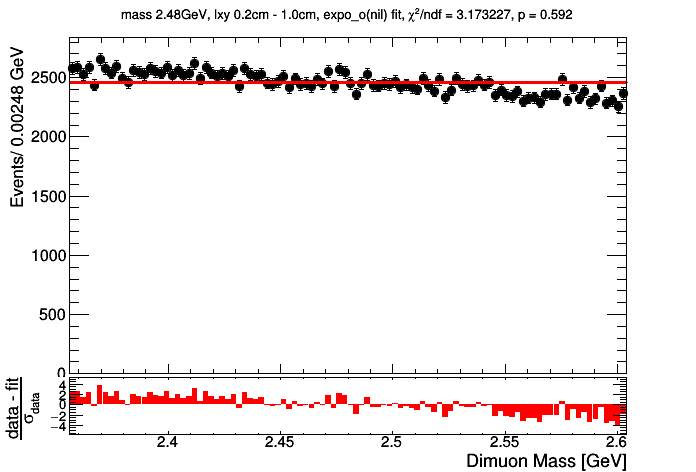 mass 2.48GeV, lxy 0.2cm - 1.0cm, expo_o(nil) fit, χ²/ndf = 3.173227, p = 0.592
Events/ 0.00248 GeV
2500
2000
1500
1000
500
0
data - fit
σdata
4
2
0
−2
−4
2.4 2.45 2.5 2.55 2.6
Dimuon Mass [GeV]